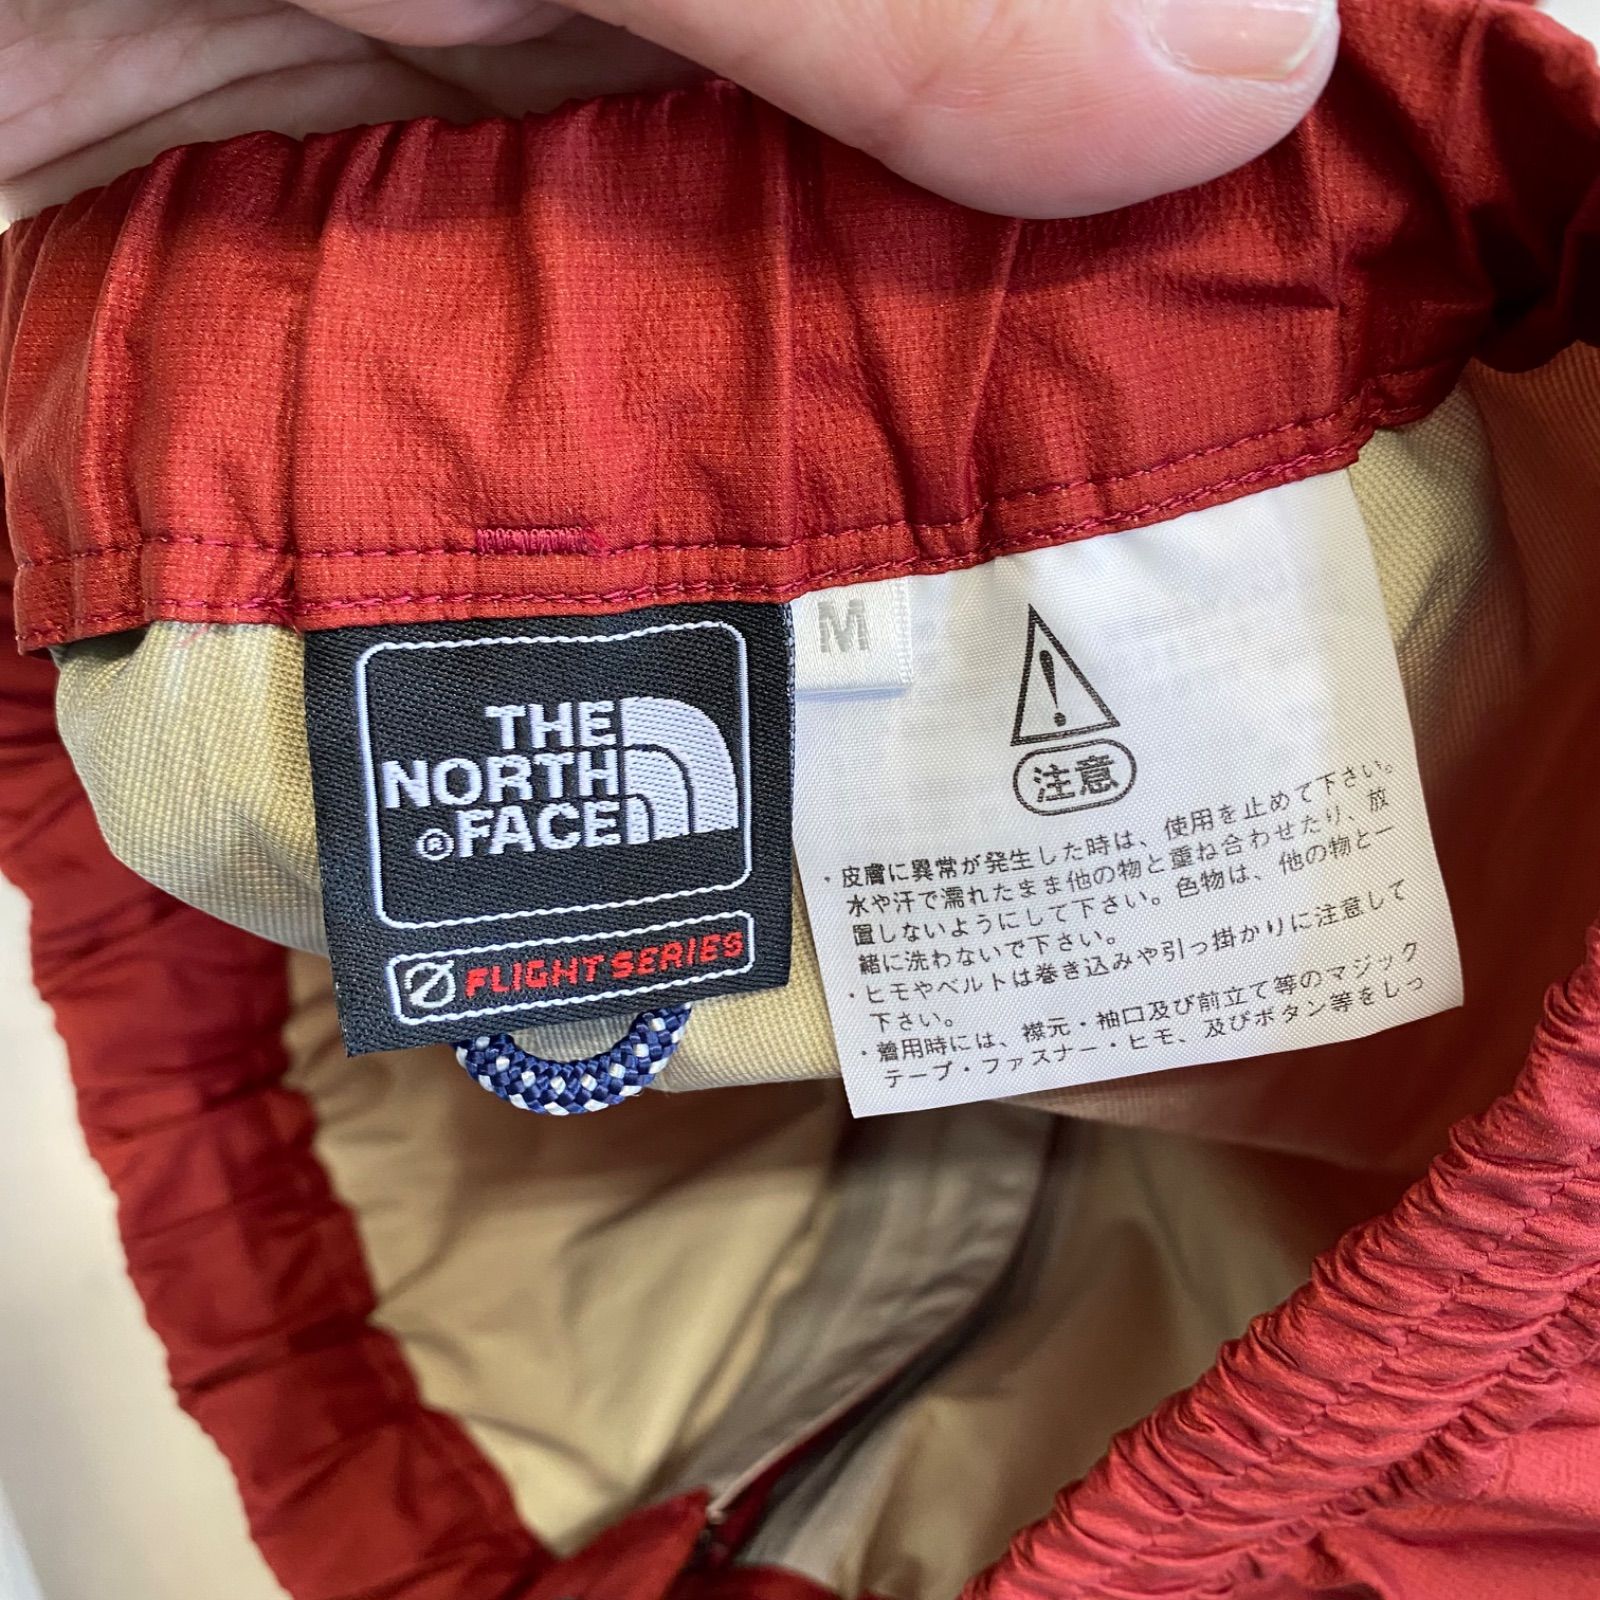 THE
NORTH
®FACE
FLIGHT SERIES
M
注意
・皮膚に異常が発生した時は、使用を止めて下さい。
水や汗で濡れたまま他の物と重ね合わせたり、放
置しないようにして下さい。色物は、他の物と一
緒に洗わないで下さい。
・ヒモやベルトは巻き込みや引っ掛かりに注意して
下さい。
・着用時には、襟元・袖口及び前立て等のマジック
テープ・ファスナー・ヒモ、及びボタン等をしっ